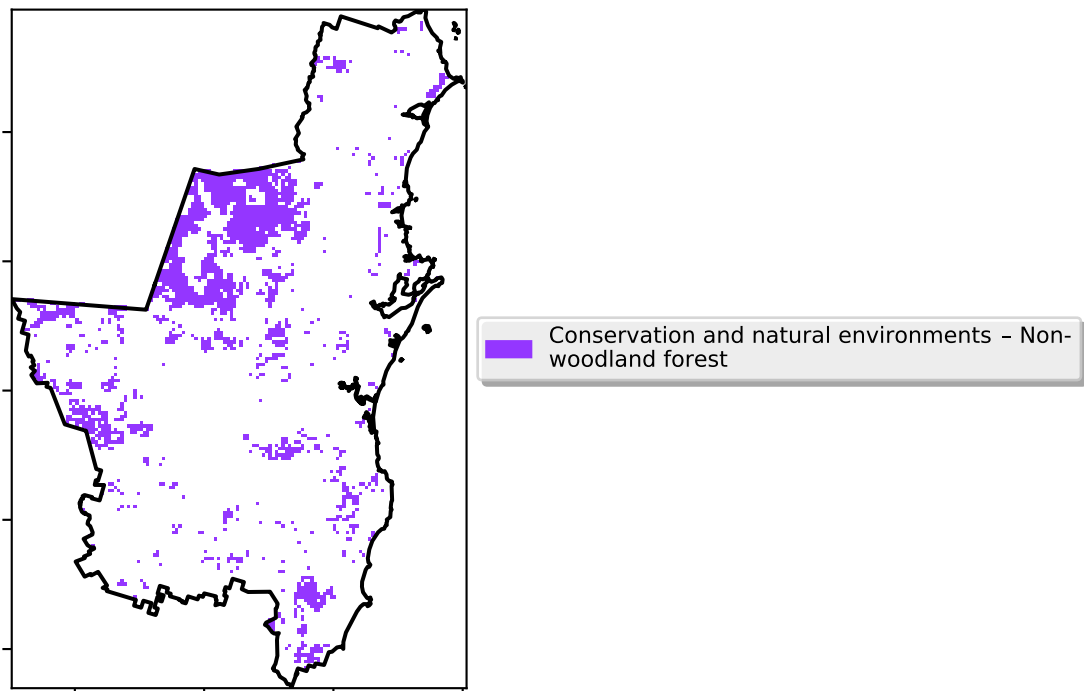 Conservation and natural environments – Non-
woodland forest